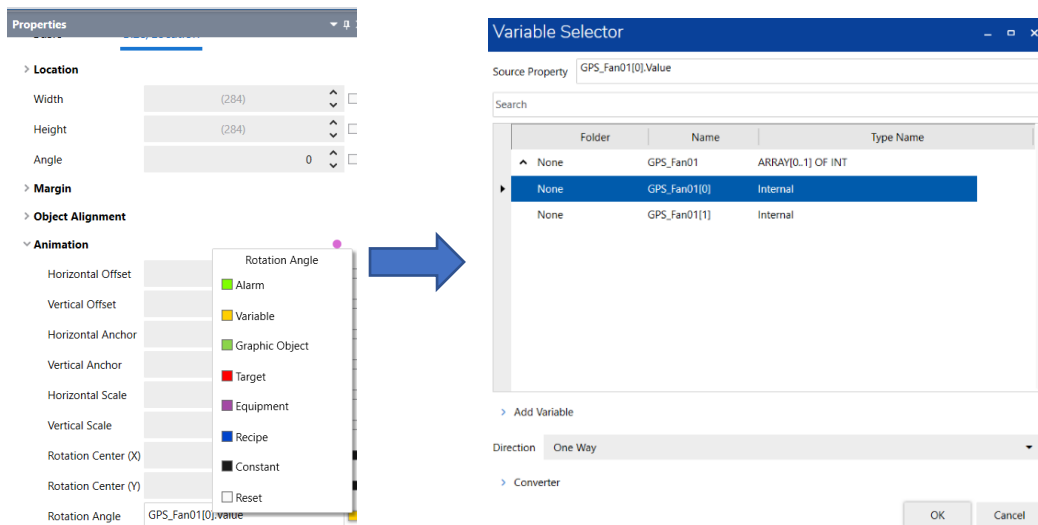 Properties
Location
Width (284)
Height (284)
Angle 0
Margin
Object Alignment
Animation
Horizontal Offset
Vertical Offset
Horizontal Anchor
Vertical Anchor
Horizontal Scale
Vertical Scale
Rotation Center (X)
Rotation Center (Y)
Rotation Angle GPS_Fan01[0].Value
Rotation Angle
Alarm
Variable
Graphic Object
Target
Equipment
Recipe
Constant
Reset
Variable Selector
Source Property GPS_Fan01[0].Value
Search
Folder Name Type Name
None GPS_Fan01 ARRAY[0..1] OF INT
None GPS_Fan01[0] Internal
None GPS_Fan01[1] Internal
Add Variable
Direction One Way
Converter
OK Cancel